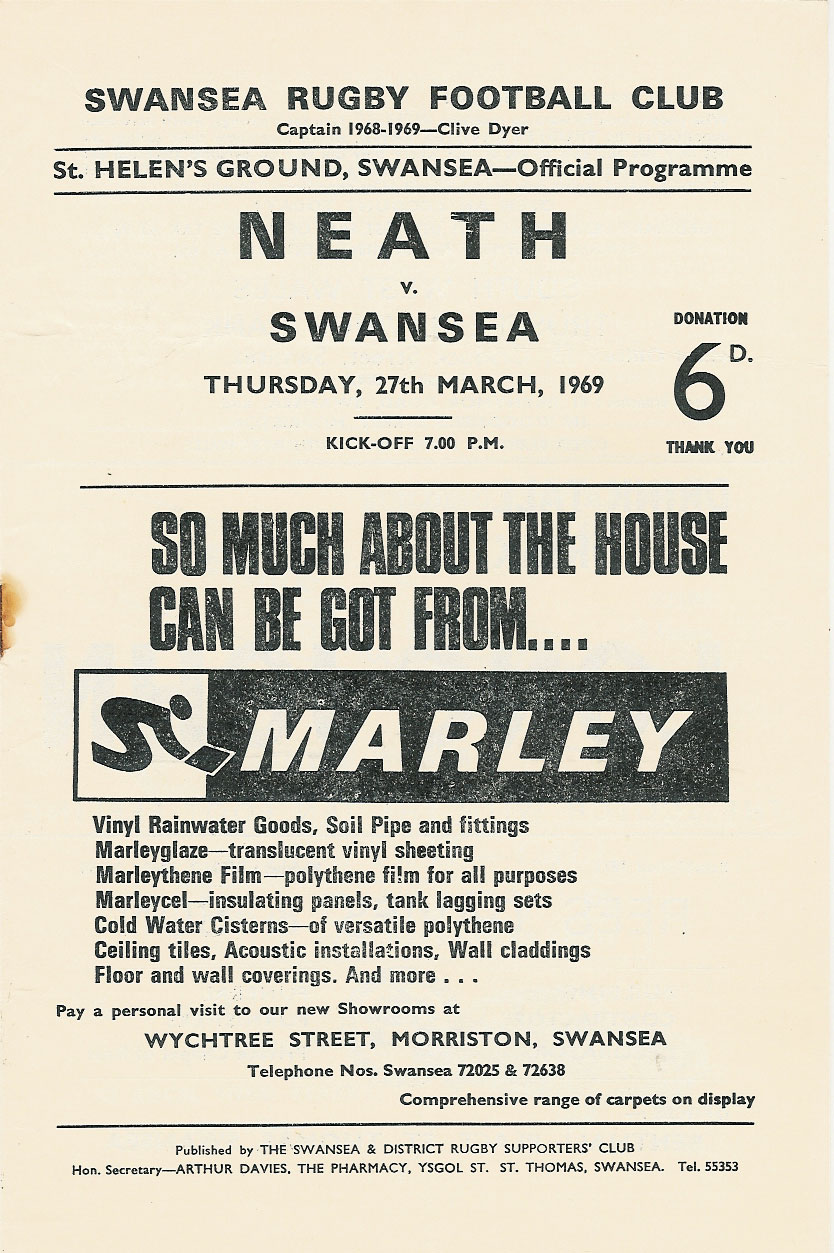 SWANSEA RUGBY FOOTBALL CLUB
Captain 1968-1969—Clive Dyer
St. HELEN'S GROUND, SWANSEA—Official Programme
NEATH
v.
SWANSEA
THURSDAY, 27th MARCH, 1969
KICK-OFF 7.00 P.M.
DONATION
6D.
THANK YOU
SO MUCH ABOUT THE HOUSE
CAN BE GOT FROM....
MARLEY
Vinyl Rainwater Goods, Soil Pipe and fittings
Marleyglaze—translucent vinyl sheeting
Marleythene Film—polythene film for all purposes
Marleycel—insulating panels, tank lagging sets
Cold Water Cisterns—of versatile polythene
Ceiling tiles, Acoustic installations, Wall claddings
Floor and wall coverings. And more . . .
Pay a personal visit to our new Showrooms at
WYCHTREE STREET, MORRISTON, SWANSEA
Telephone Nos. Swansea 72025 & 72638
Comprehensive range of carpets on display
Published by THE SWANSEA & DISTRICT RUGBY SUPPORTERS' CLUB
Hon. Secretary—ARTHUR DAVIES, THE PHARMACY, YSGOL ST. ST. THOMAS, SWANSEA. Tel. 55353